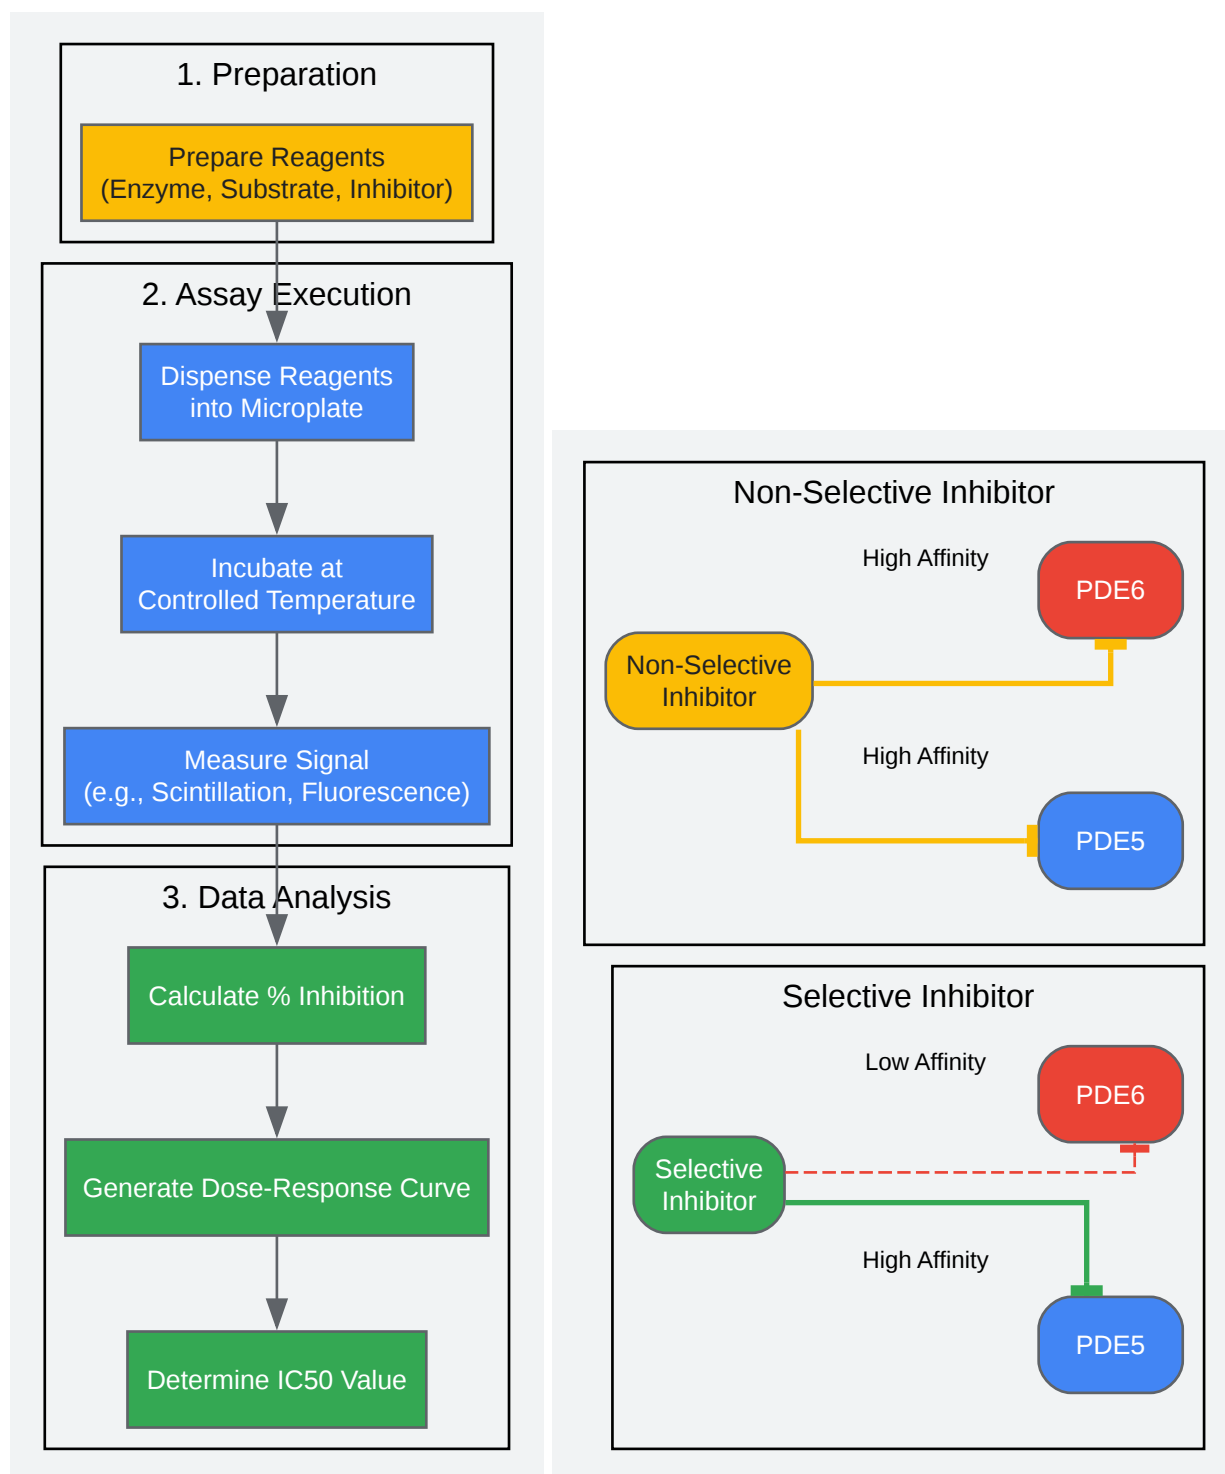 1. Preparation
Prepare Reagents
(Enzyme, Substrate, Inhibitor)
2. Assay Execution
Dispense Reagents
into Microplate
Incubate at
Controlled Temperature
Measure Signal
(e.g., Scintillation, Fluorescence)
3. Data Analysis
Calculate % Inhibition
Generate Dose-Response Curve
Determine IC50 Value
Non-Selective Inhibitor
High Affinity
PDE6
Non-Selective
Inhibitor
High Affinity
PDE5
Selective Inhibitor
Low Affinity
PDE6
Selective
Inhibitor
High Affinity
PDE5